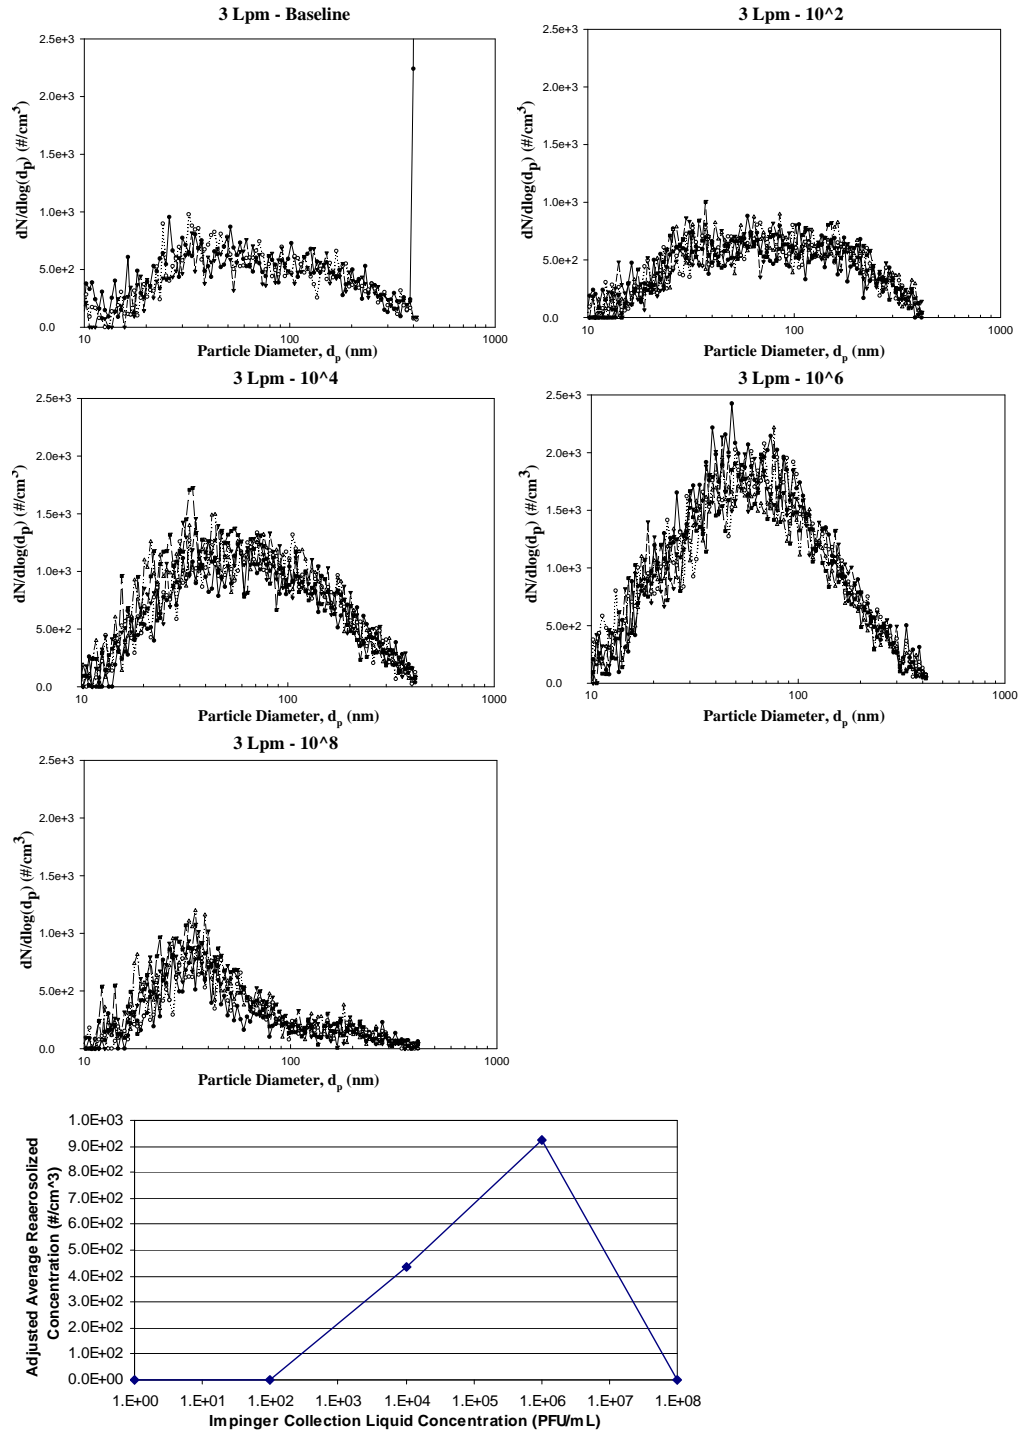 3 Lpm - Baseline
dN/dlog(dp) (#/cm3)
2.5e+3
2.0e+3
1.5e+3
1.0e+3
5.0e+2
0.0
10 100 1000
Particle Diameter, dp (nm)
3 Lpm - 10^2
dN/dlog(dp) (#/cm3)
2.5e+3
2.0e+3
1.5e+3
1.0e+3
5.0e+2
0.0
10 100 1000
Particle Diameter, dp (nm)
3 Lpm - 10^4
dN/dlog(dp) (#/cm3)
2.5e+3
2.0e+3
1.5e+3
1.0e+3
5.0e+2
0.0
10 100 1000
Particle Diameter, dp (nm)
3 Lpm - 10^6
dN/dlog(dp) (#/cm3)
2.5e+3
2.0e+3
1.5e+3
1.0e+3
5.0e+2
0.0
10 100 1000
Particle Diameter, dp (nm)
3 Lpm - 10^8
dN/dlog(dp) (#/cm3)
2.5e+3
2.0e+3
1.5e+3
1.0e+3
5.0e+2
0.0
10 100 1000
Particle Diameter, dp (nm)
Adjusted Average Reaerosolized
Concentration (#/cm^3)
1.0E+03
9.0E+02
8.0E+02
7.0E+02
6.0E+02
5.0E+02
4.0E+02
3.0E+02
2.0E+02
1.0E+02
0.0E+00
1.E+00 1.E+01 1.E+02 1.E+03 1.E+04 1.E+05 1.E+06 1.E+07 1.E+08
Impinger Collection Liquid Concentration (PFU/mL)